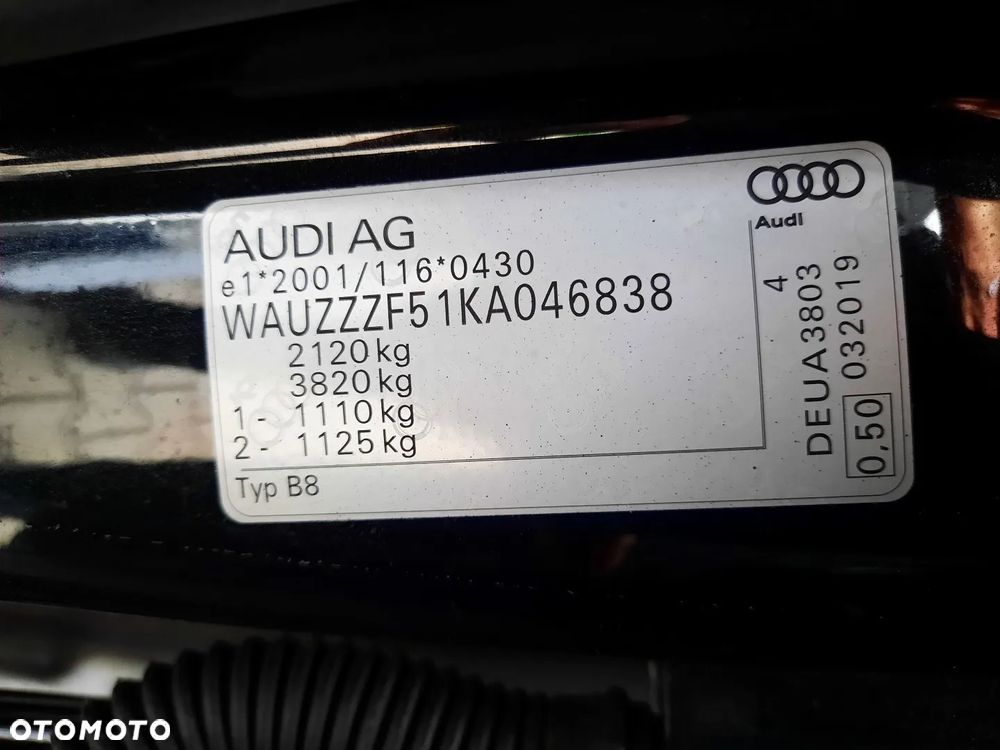 AUDI AG
e1*2001/116*0430
WAUZZZF51KA046838
2120 kg
3820 kg
1 - 1110 kg
2 - 1125 kg
Typ B8
Audi
4
DEUA3803
032019
0,50
OTOMOTO